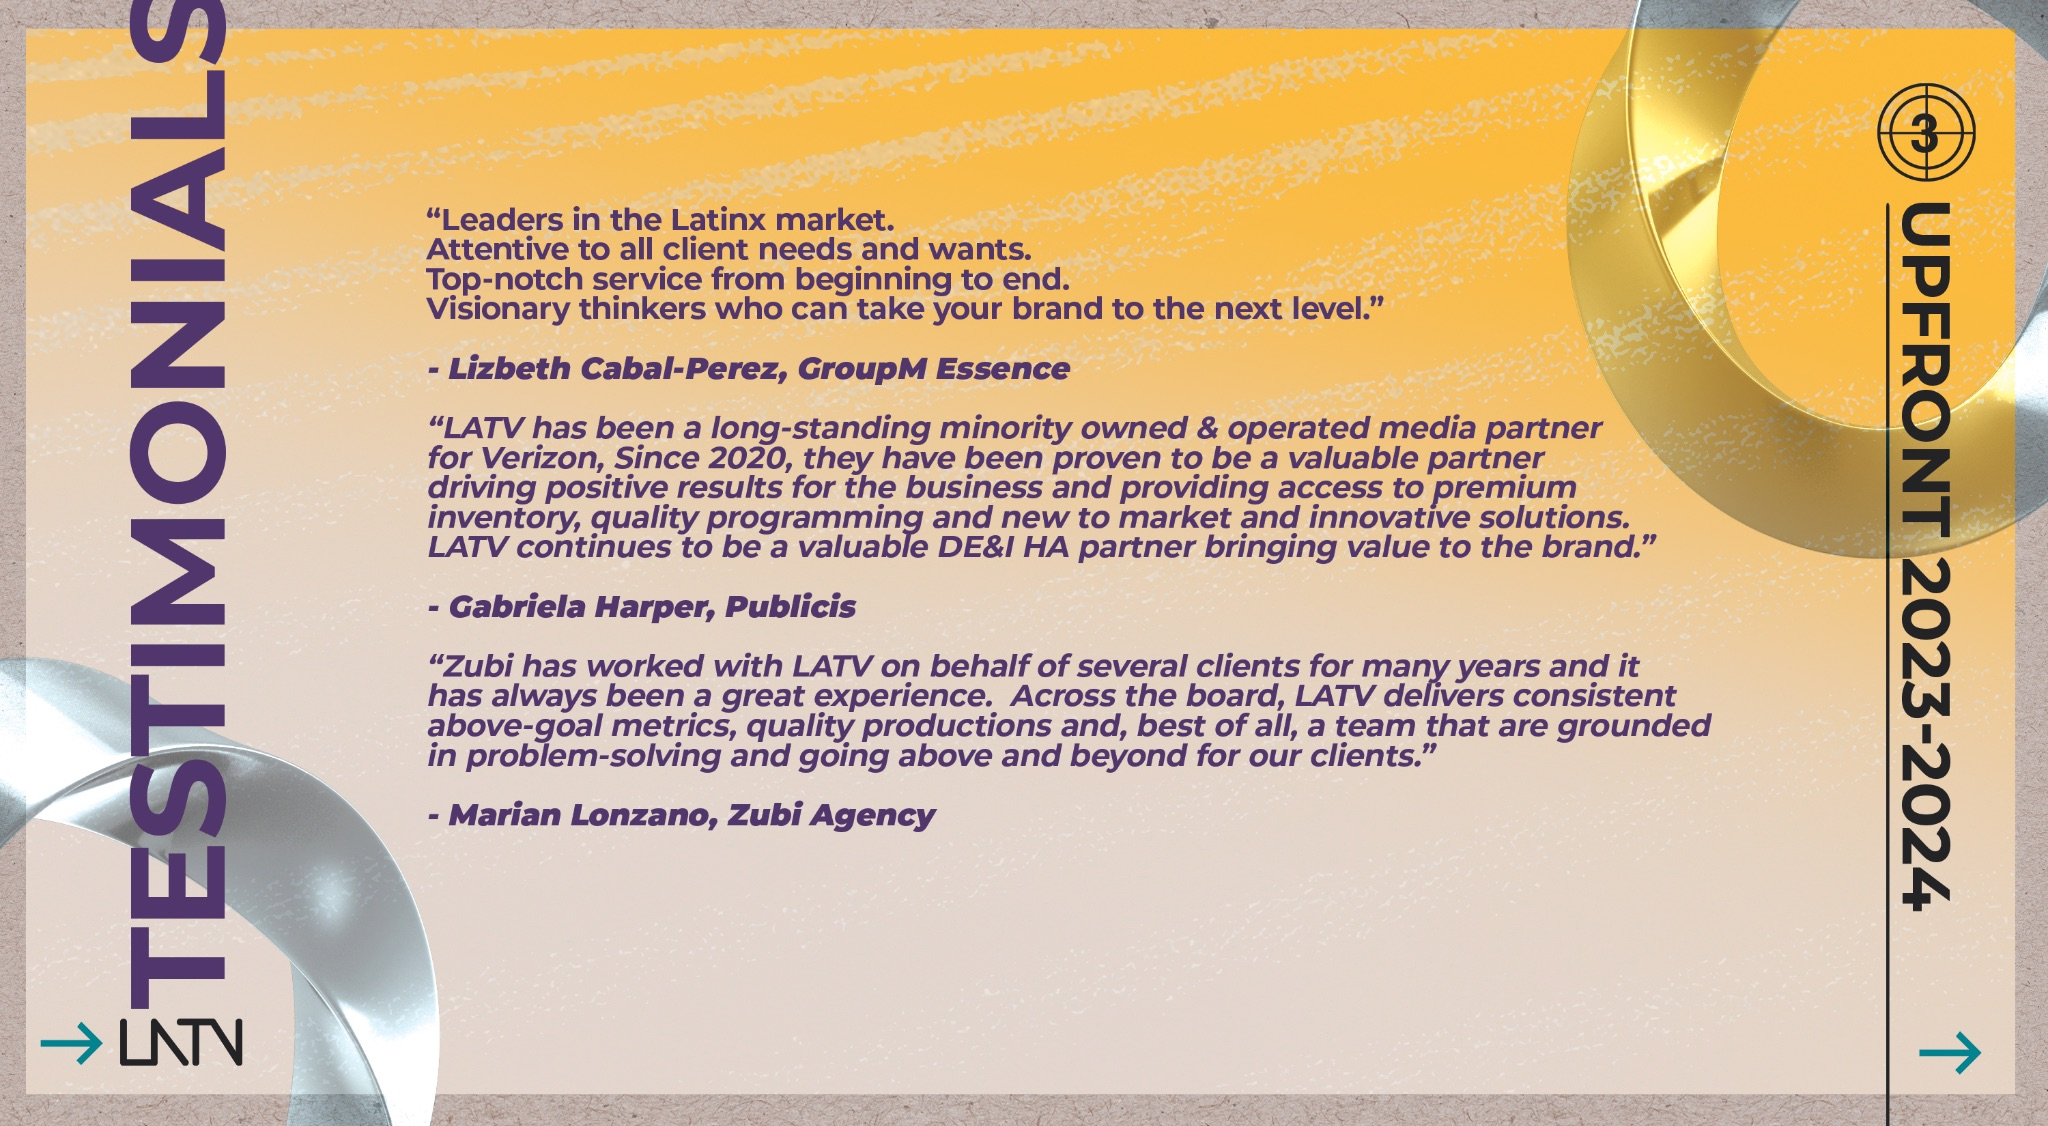 TESTIMONIALS
“Leaders in the Latinx market.
Attentive to all client needs and wants.
Top-notch service from beginning to end.
Visionary thinkers who can take your brand to the next level.”
- Lizbeth Cabal-Perez, GroupM Essence
“LATV has been a long-standing minority owned & operated media partner
for Verizon, Since 2020, they have been proven to be a valuable partner
driving positive results for the business and providing access to premium
inventory, quality programming and new to market and innovative solutions.
LATV continues to be a valuable DE&I HA partner bringing value to the brand.”
- Gabriela Harper, Publicis
“Zubi has worked with LATV on behalf of several clients for many years and it
has always been a great experience.  Across the board, LATV delivers consistent
above-goal metrics, quality productions and, best of all, a team that are grounded
in problem-solving and going above and beyond for our clients.”
- Marian Lonzano, Zubi Agency
3
UPFRONT 2023-2024
LATV